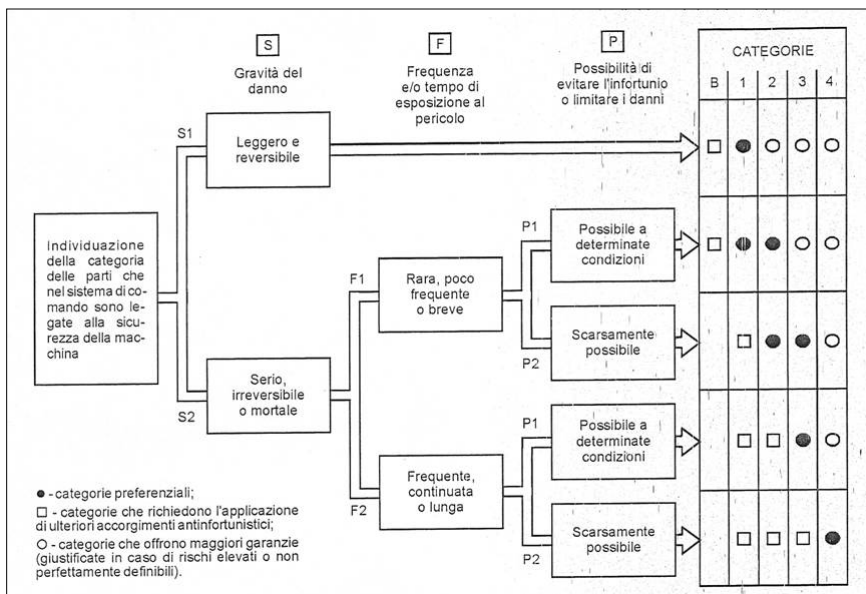 S
F
P
Gravità del
danno
Frequenza
e/o tempo di
esposizione al
pericolo
Possibilità di
evitare l'infortunio
o limitare i danni
CATEGORIE
B 1 2 3 4
S1
Leggero e
reversibile
Individuazione
della categoria
delle parti che
nel sistema di co-
mando sono le-
gate alla sicu-
rezza della mac-
china
S2
Serio,
irreversibile
o mortale
F1
Rara, poco
frequente
o breve
F2
Frequente,
continuata
o lunga
P1
Possibile a
determinate
condizioni
P2
Scarsamente
possibile
P1
Possibile a
determinate
condizioni
P2
Scarsamente
possibile
● - categorie preferenziali;
□ - categorie che richiedono l'applicazione
di ulteriori accorgimenti antinfortunistici;
○ - categorie che offrono maggiori garanzie
(giustificate in caso di rischi elevati o non
perfettamente definibili).